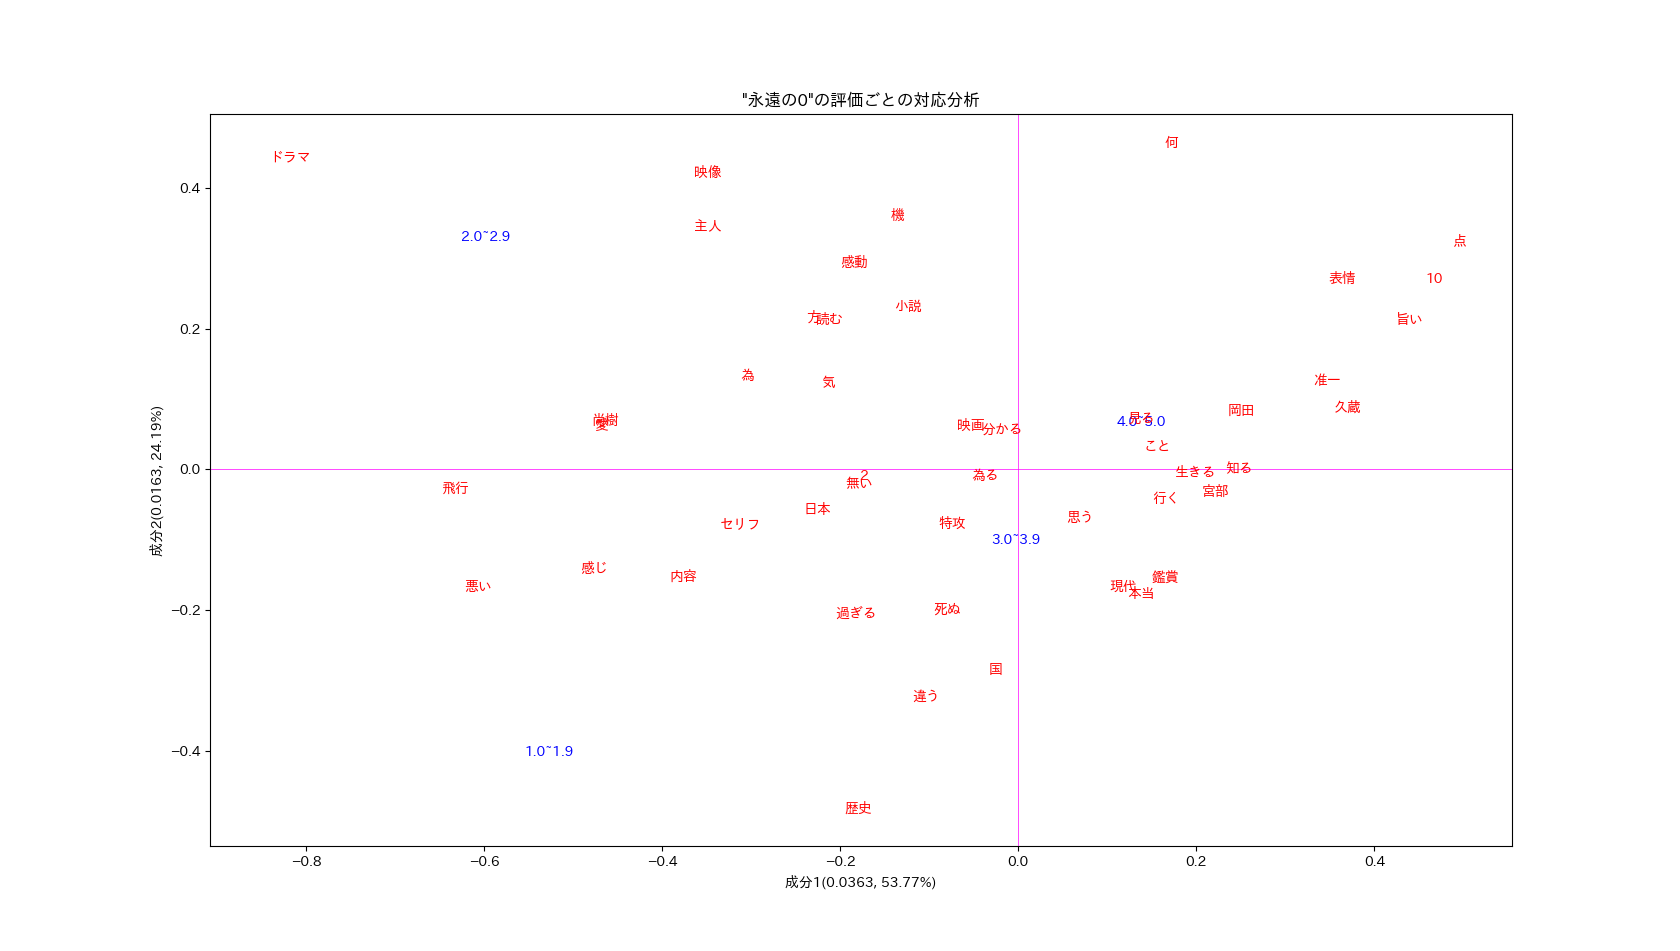 "永遠の0"の評価ごとの対応分析
何
ドラマ
映像
機
主人
2.0~2.9
点
感動
表情
10
小説
方
読む
旨い
為
気
准一
久蔵
岡田
尚樹
愛
見る
4.0~5.0
映画
分かる
こと
知る
生きる
2
為る
無い
飛行
宮部
行く
日本
思う
特攻
セリフ
3.0~3.9
感じ
内容
鑑賞
悪い
現代
本当
死ぬ
過ぎる
国
違う
1.0~1.9
歴史
0.4
0.2
0.0
−0.2
−0.4
成分2(0.0163, 24.19%)
−0.8
−0.6
−0.4
−0.2
0.0
0.2
0.4
成分1(0.0363, 53.77%)